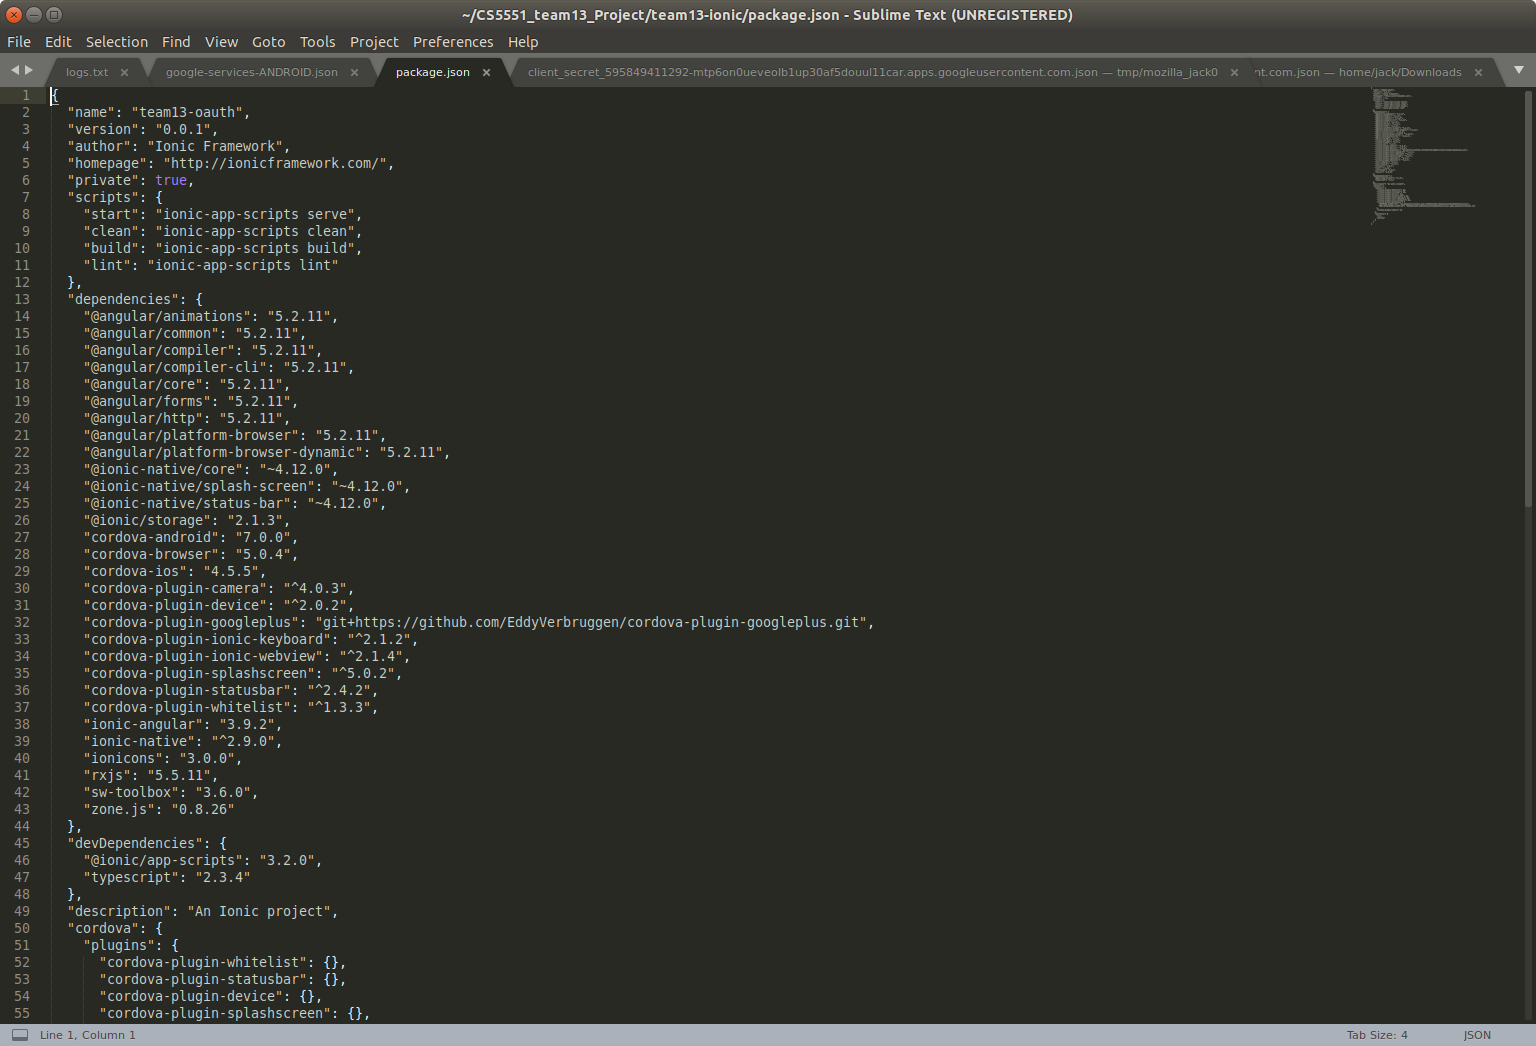 ~/CS5551_team13_Project/team13-ionic/package.json - Sublime Text (UNREGISTERED)
File Edit Selection Find View Goto Tools Project Preferences Help
logs.txt × google-services-ANDROID.json × package.json × client_secret_595849411292-mtp6on0ueveolb1up30af5douul11car.apps.googleusercontent.com.json — tmp/mozilla_jack0 × nt.com.json — home/jack/Downloads ×
1 {
2 "name": "team13-oauth",
3 "version": "0.0.1",
4 "author": "Ionic Framework",
5 "homepage": "http://ionicframework.com/",
6 "private": true,
7 "scripts": {
8 "start": "ionic-app-scripts serve",
9 "clean": "ionic-app-scripts clean",
10 "build": "ionic-app-scripts build",
11 "lint": "ionic-app-scripts lint"
12 },
13 "dependencies": {
14 "@angular/animations": "5.2.11",
15 "@angular/common": "5.2.11",
16 "@angular/compiler": "5.2.11",
17 "@angular/compiler-cli": "5.2.11",
18 "@angular/core": "5.2.11",
19 "@angular/forms": "5.2.11",
20 "@angular/http": "5.2.11",
21 "@angular/platform-browser": "5.2.11",
22 "@angular/platform-browser-dynamic": "5.2.11",
23 "@ionic-native/core": "~4.12.0",
24 "@ionic-native/splash-screen": "~4.12.0",
25 "@ionic-native/status-bar": "~4.12.0",
26 "@ionic/storage": "2.1.3",
27 "cordova-android": "7.0.0",
28 "cordova-browser": "5.0.4",
29 "cordova-ios": "4.5.5",
30 "cordova-plugin-camera": "^4.0.3",
31 "cordova-plugin-device": "^2.0.2",
32 "cordova-plugin-googleplus": "git+https://github.com/EddyVerbruggen/cordova-plugin-googleplus.git",
33 "cordova-plugin-ionic-keyboard": "^2.1.2",
34 "cordova-plugin-ionic-webview": "^2.1.4",
35 "cordova-plugin-splashscreen": "^5.0.2",
36 "cordova-plugin-statusbar": "^2.4.2",
37 "cordova-plugin-whitelist": "^1.3.3",
38 "ionic-angular": "3.9.2",
39 "ionic-native": "^2.9.0",
40 "ionicons": "3.0.0",
41 "rxjs": "5.5.11",
42 "sw-toolbox": "3.6.0",
43 "zone.js": "0.8.26"
44 },
45 "devDependencies": {
46 "@ionic/app-scripts": "3.2.0",
47 "typescript": "2.3.4"
48 },
49 "description": "An Ionic project",
50 "cordova": {
51 "plugins": {
52 "cordova-plugin-whitelist": {},
53 "cordova-plugin-statusbar": {},
54 "cordova-plugin-device": {},
55 "cordova-plugin-splashscreen": {},
Line 1, Column 1 Tab Size: 4 JSON